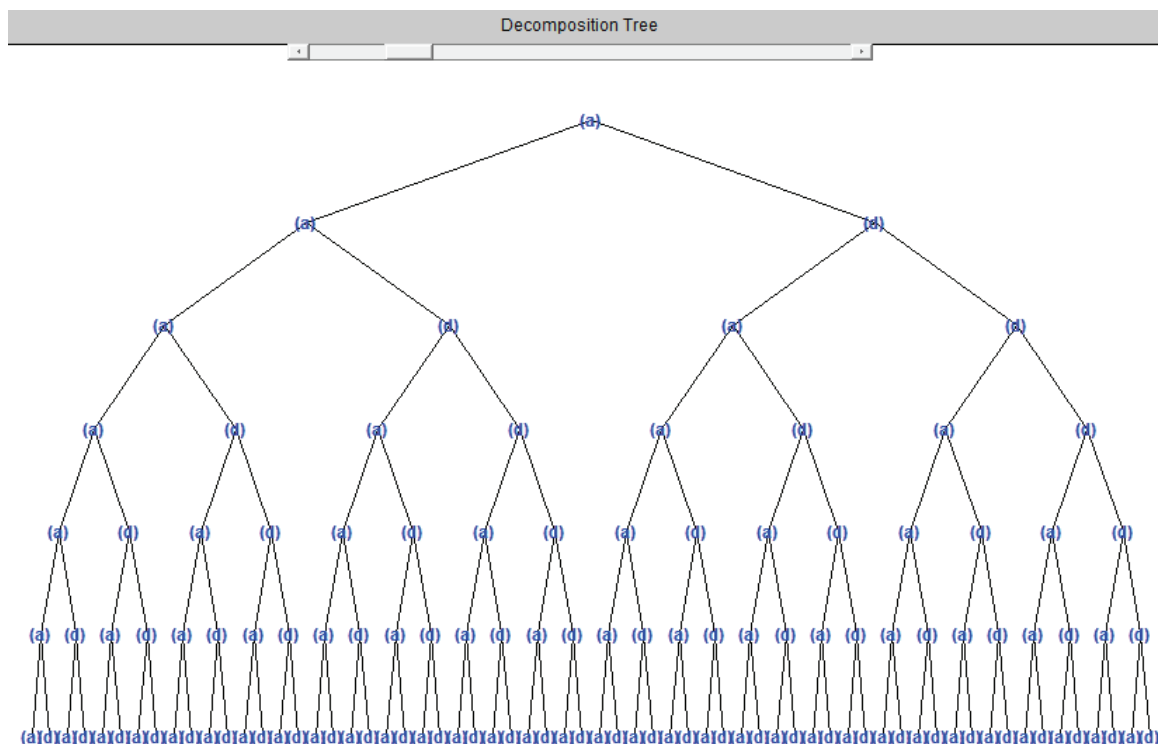 Decomposition Tree
(a)
(a) (d)
(a) (d) (a) (d)
(a) (d) (a) (d) (a) (d) (a) (d)
(a) (d) (a) (d) (a) (d) (a) (d) (a) (d) (a) (d) (a) (d) (a) (d)
(a) (d) (a) (d) (a) (d) (a) (d) (a) (d) (a) (d) (a) (d) (a) (d) (a) (d) (a) (d) (a) (d) (a) (d) (a) (d) (a) (d) (a) (d) (a) (d)
(a)(d)(a)(d)(a)(d)(a)(d)(a)(d)(a)(d)(a)(d)(a)(d)(a)(d)(a)(d)(a)(d)(a)(d)(a)(d)(a)(d)(a)(d)(a)(d)(a)(d)(a)(d)(a)(d)(a)(d)(a)(d)(a)(d)(a)(d)(a)(d)(a)(d)(a)(d)(a)(d)(a)(d)(a)(d)(a)(d)(a)(d)(a)(d)